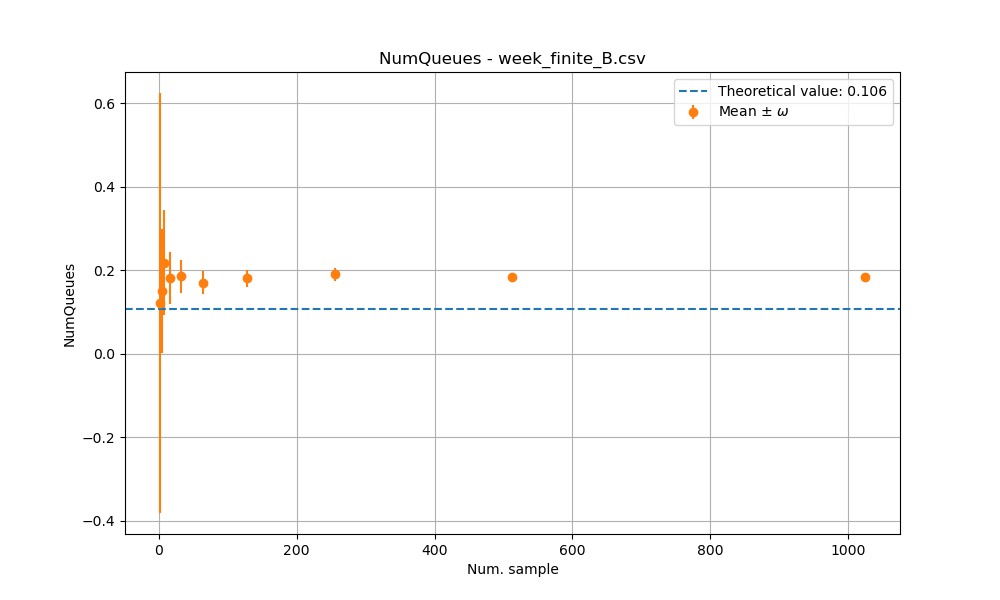 NumQueues - week_finite_B.csv
Theoretical value: 0.106
Mean ± ω
0.6
0.4
0.2
0.0
−0.2
−0.4
NumQueues
0 200 400 600 800 1000
Num. sample